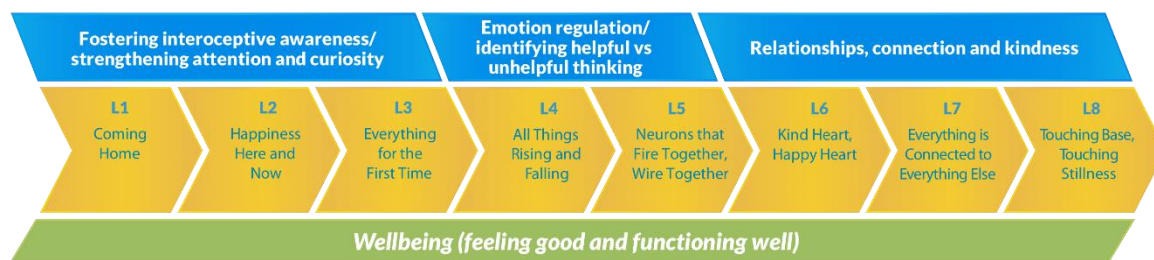 Fostering interoceptive awareness/
strengthening attention and curiosity
Emotion regulation/
identifying helpful vs
unhelpful thinking
Relationships, connection and kindness
L1
Coming
Home
L2
Happiness
Here and
Now
L3
Everything
for the
First Time
L4
All Things
Rising and
Falling
L5
Neurons that
Fire Together,
Wire Together
L6
Kind Heart,
Happy Heart
L7
Everything is
Connected to
Everything Else
L8
Touching Base,
Touching
Stillness
Wellbeing (feeling good and functioning well)